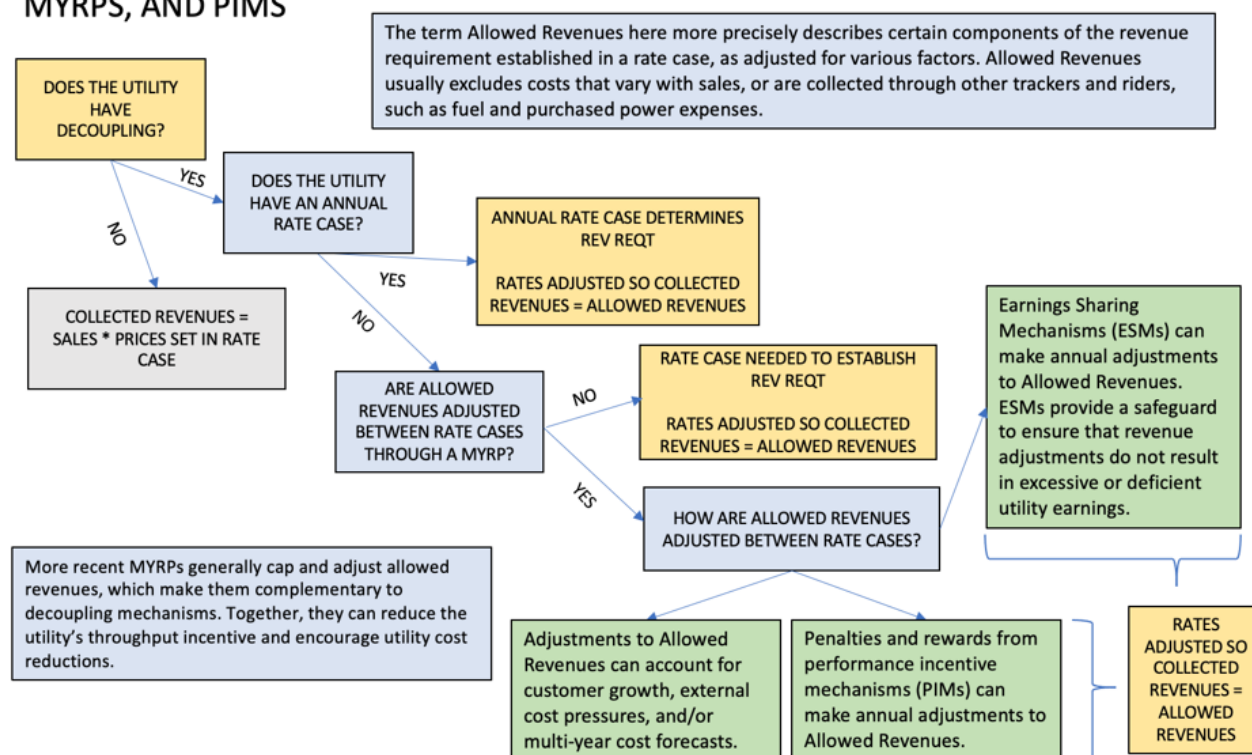 MYRPS, AND PIMS
The term Allowed Revenues here more precisely describes certain components of the revenue
requirement established in a rate case, as adjusted for various factors. Allowed Revenues
usually excludes costs that vary with sales, or are collected through other trackers and riders,
such as fuel and purchased power expenses.
DOES THE UTILITY
HAVE
DECOUPLING?
YES
NO
DOES THE UTILITY
HAVE AN ANNUAL
RATE CASE?
YES
NO
ANNUAL RATE CASE DETERMINES
REV REQT
RATES ADJUSTED SO COLLECTED
REVENUES = ALLOWED REVENUES
COLLECTED REVENUES =
SALES * PRICES SET IN RATE
CASE
ARE ALLOWED
REVENUES ADJUSTED
BETWEEN RATE CASES
THROUGH A MYRP?
NO
YES
RATE CASE NEEDED TO ESTABLISH
REV REQT
RATES ADJUSTED SO COLLECTED
REVENUES = ALLOWED REVENUES
HOW ARE ALLOWED REVENUES
ADJUSTED BETWEEN RATE CASES?
Earnings Sharing
Mechanisms (ESMs) can
make annual adjustments
to Allowed Revenues.
ESMs provide a safeguard
to ensure that revenue
adjustments do not result
in excessive or deficient
utility earnings.
More recent MYRPs generally cap and adjust allowed
revenues, which make them complementary to
decoupling mechanisms. Together, they can reduce the
utility's throughput incentive and encourage utility cost
reductions.
Adjustments to Allowed
Revenues can account for
customer growth, external
cost pressures, and/or
multi-year cost forecasts.
Penalties and rewards from
performance incentive
mechanisms (PIMs) can
make annual adjustments to
Allowed Revenues.
RATES
ADJUSTED SO
COLLECTED
REVENUES =
ALLOWED
REVENUES